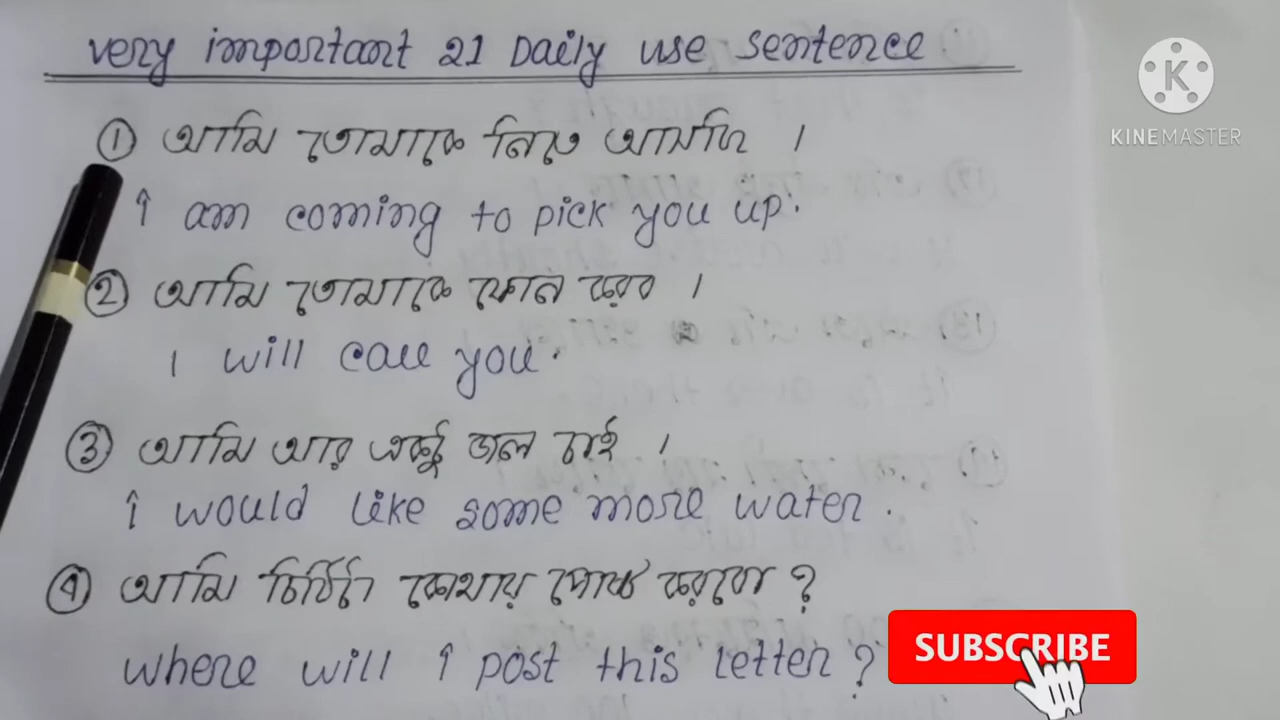 very important 21 Daily use sentence
① আমি তোমাকে নিতে আসছি ।
I am coming to pick you up.
② আমি তোমাকে ফোন করব ।
I will call you.
③ আমি আর একটু জল চাই ।
I would like some more water.
④ আমি চিঠিটা কোথায় পোস্ট করবো ?
where will I post this letter ?
KINEMASTER
SUBSCRIBE